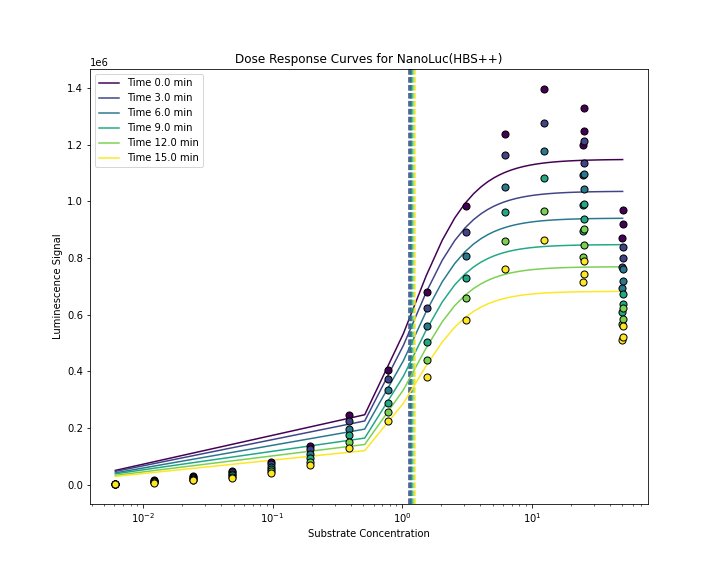 Dose Response Curves for NanoLuc(HBS++)
1e6
Time 0.0 min
Time 3.0 min
Time 6.0 min
Time 9.0 min
Time 12.0 min
Time 15.0 min
1.4
1.2
1.0
0.8
0.6
0.4
0.2
0.0
Luminescence Signal
10⁻² 10⁻¹ 10⁰ 10¹
Substrate Concentration